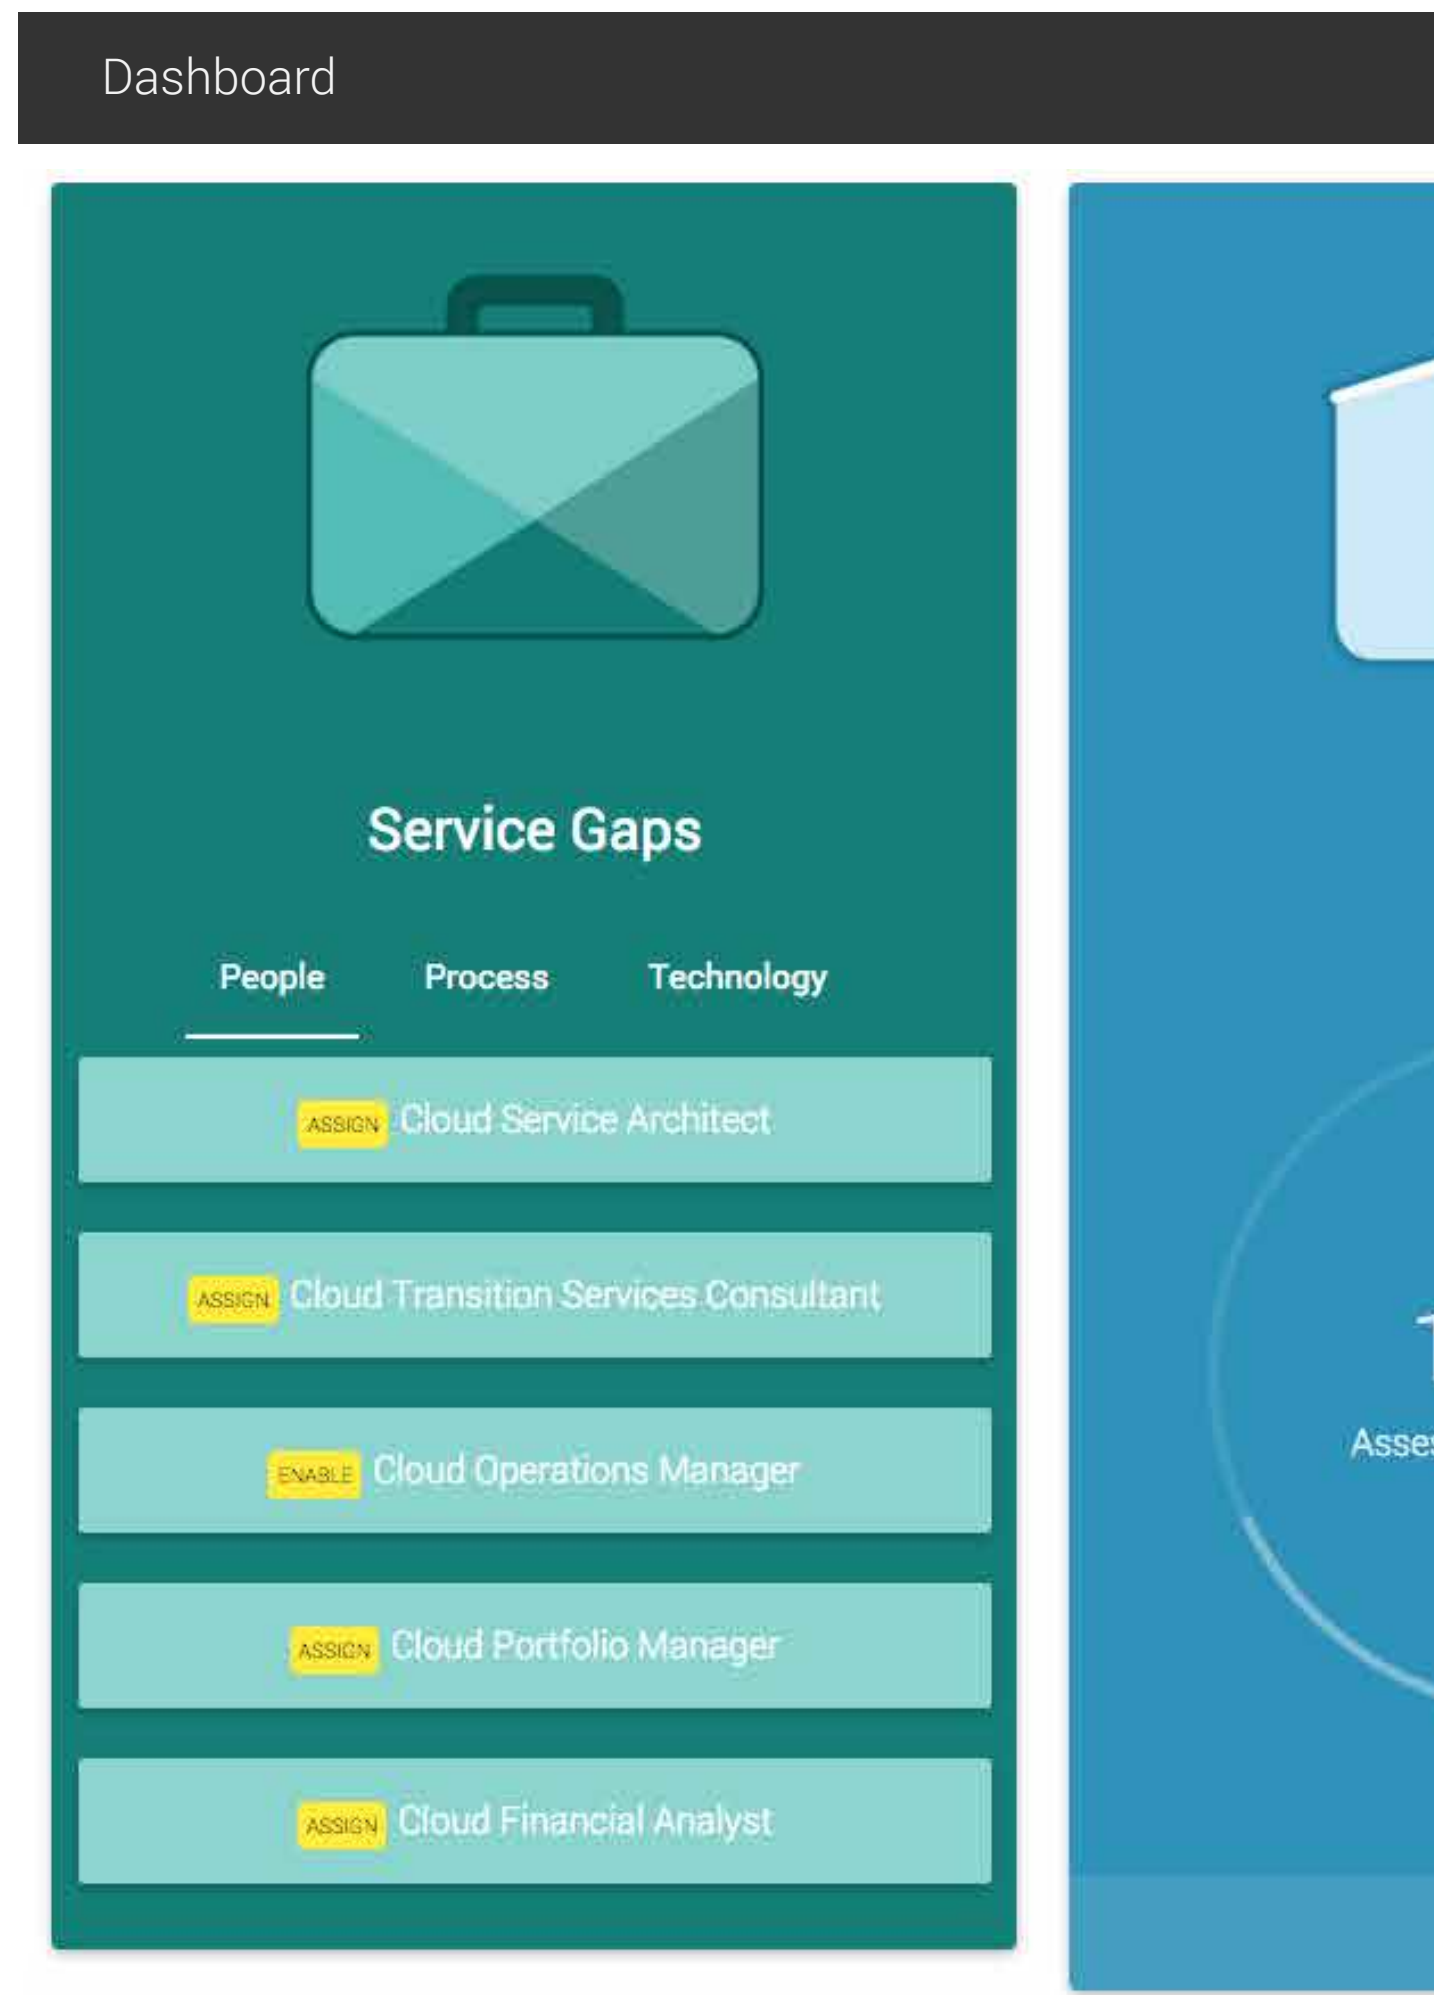 Dashboard
Service Gaps
People Process Technology
ASSIGN Cloud Service Architect
ASSIGN Cloud Transition Services Consultant
ENABLE Cloud Operations Manager
ASSIGN Cloud Portfolio Manager
ASSIGN Cloud Financial Analyst